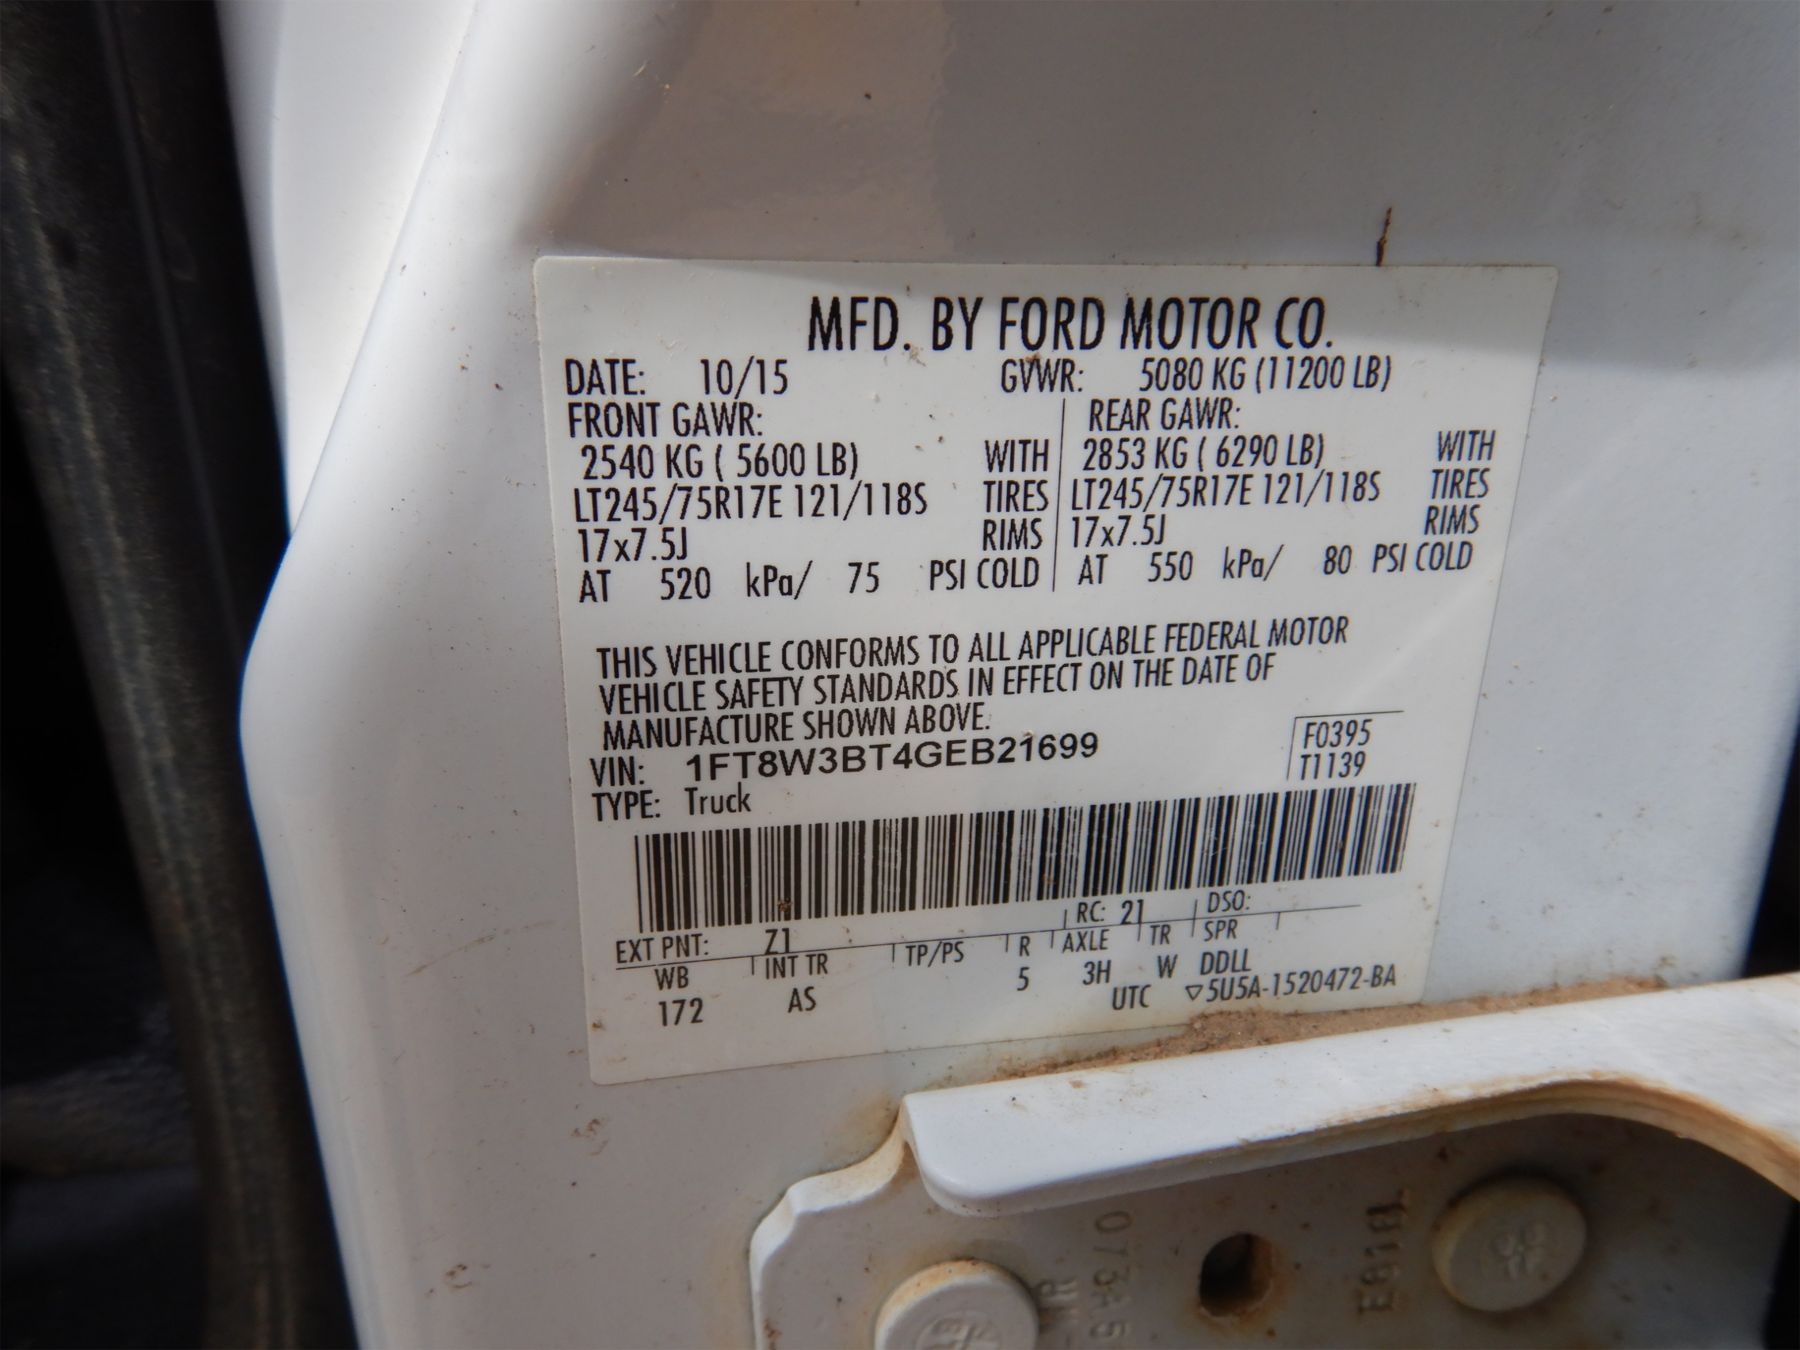 MFD. BY FORD MOTOR CO.
DATE: 10/15 GVWR: 5080 KG (11200 LB)
FRONT GAWR: REAR GAWR:
2540 KG ( 5600 LB) WITH 2853 KG ( 6290 LB) WITH
LT245/75R17E 121/118S TIRES LT245/75R17E 121/118S TIRES
17x7.5J RIMS 17x7.5J RIMS
AT 520 kPa/ 75 PSI COLD AT 550 kPa/ 80 PSI COLD
THIS VEHICLE CONFORMS TO ALL APPLICABLE FEDERAL MOTOR
VEHICLE SAFETY STANDARDS IN EFFECT ON THE DATE OF
MANUFACTURE SHOWN ABOVE.
VIN: 1FT8W3BT4GEB21699 F0395
TYPE: Truck T1139
EXT PNT: Z1 RC: 21 DSO:
WB INT TR TP/PS R AXLE TR SPR
172 AS 5 3H W DDLL
UTC ▽5U5A-1520472-BA